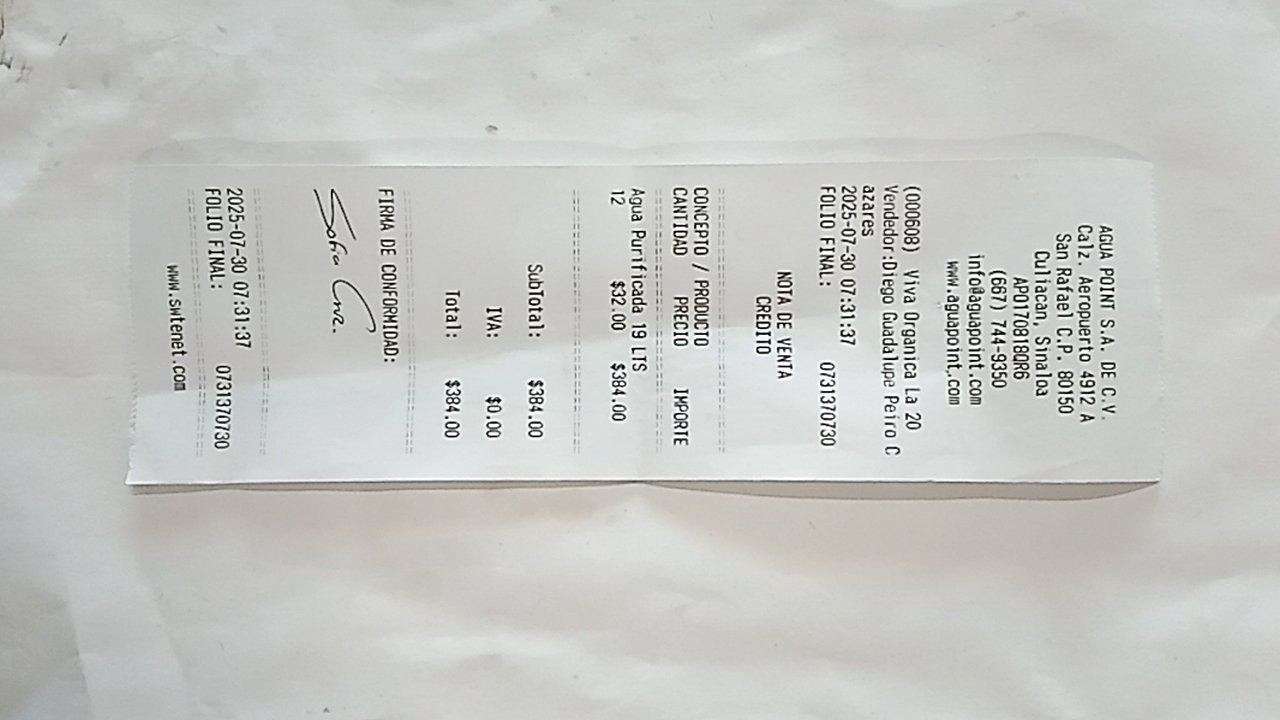 AGUA POINT S.A. DE C.V.
Calz. Aeropuerto 4912 A
San Rafael C.P. 80150
Culiacan, Sinaloa
APO170818QR6
(667) 744-9350
info@aguapoint.com
www.aguapoint.com
(000608) Viva Organica La 20
Vendedor:Diego Guadalupe Peiro C
azares
2025-07-30 07:31:37
FOLIO FINAL: 0731370730
NOTA DE VENTA
CREDITO
CONCEPTO / PRODUCTO
CANTIDAD PRECIO IMPORTE
Agua Purificada 19 LTS
12 $32.00 $384.00
SubTotal: $384.00
IVA: $0.00
Total: $384.00
FIRMA DE CONFORMIDAD:
2025-07-30 07:31:37
FOLIO FINAL: 0731370730
www.swtenet.com